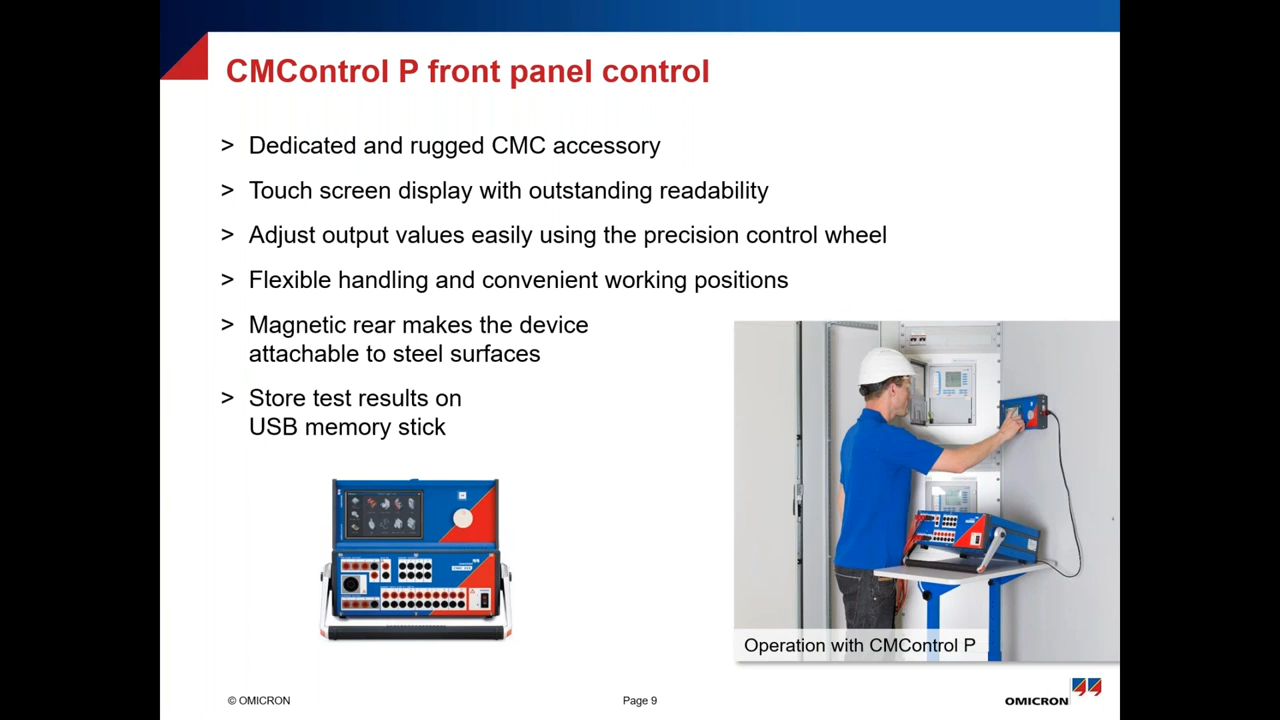 CMControl P front panel control
> Dedicated and rugged CMC accessory
> Touch screen display with outstanding readability
> Adjust output values easily using the precision control wheel
> Flexible handling and convenient working positions
> Magnetic rear makes the device
attachable to steel surfaces
> Store test results on
USB memory stick
Operation with CMControl P
© OMICRON
Page 9
OMICRON